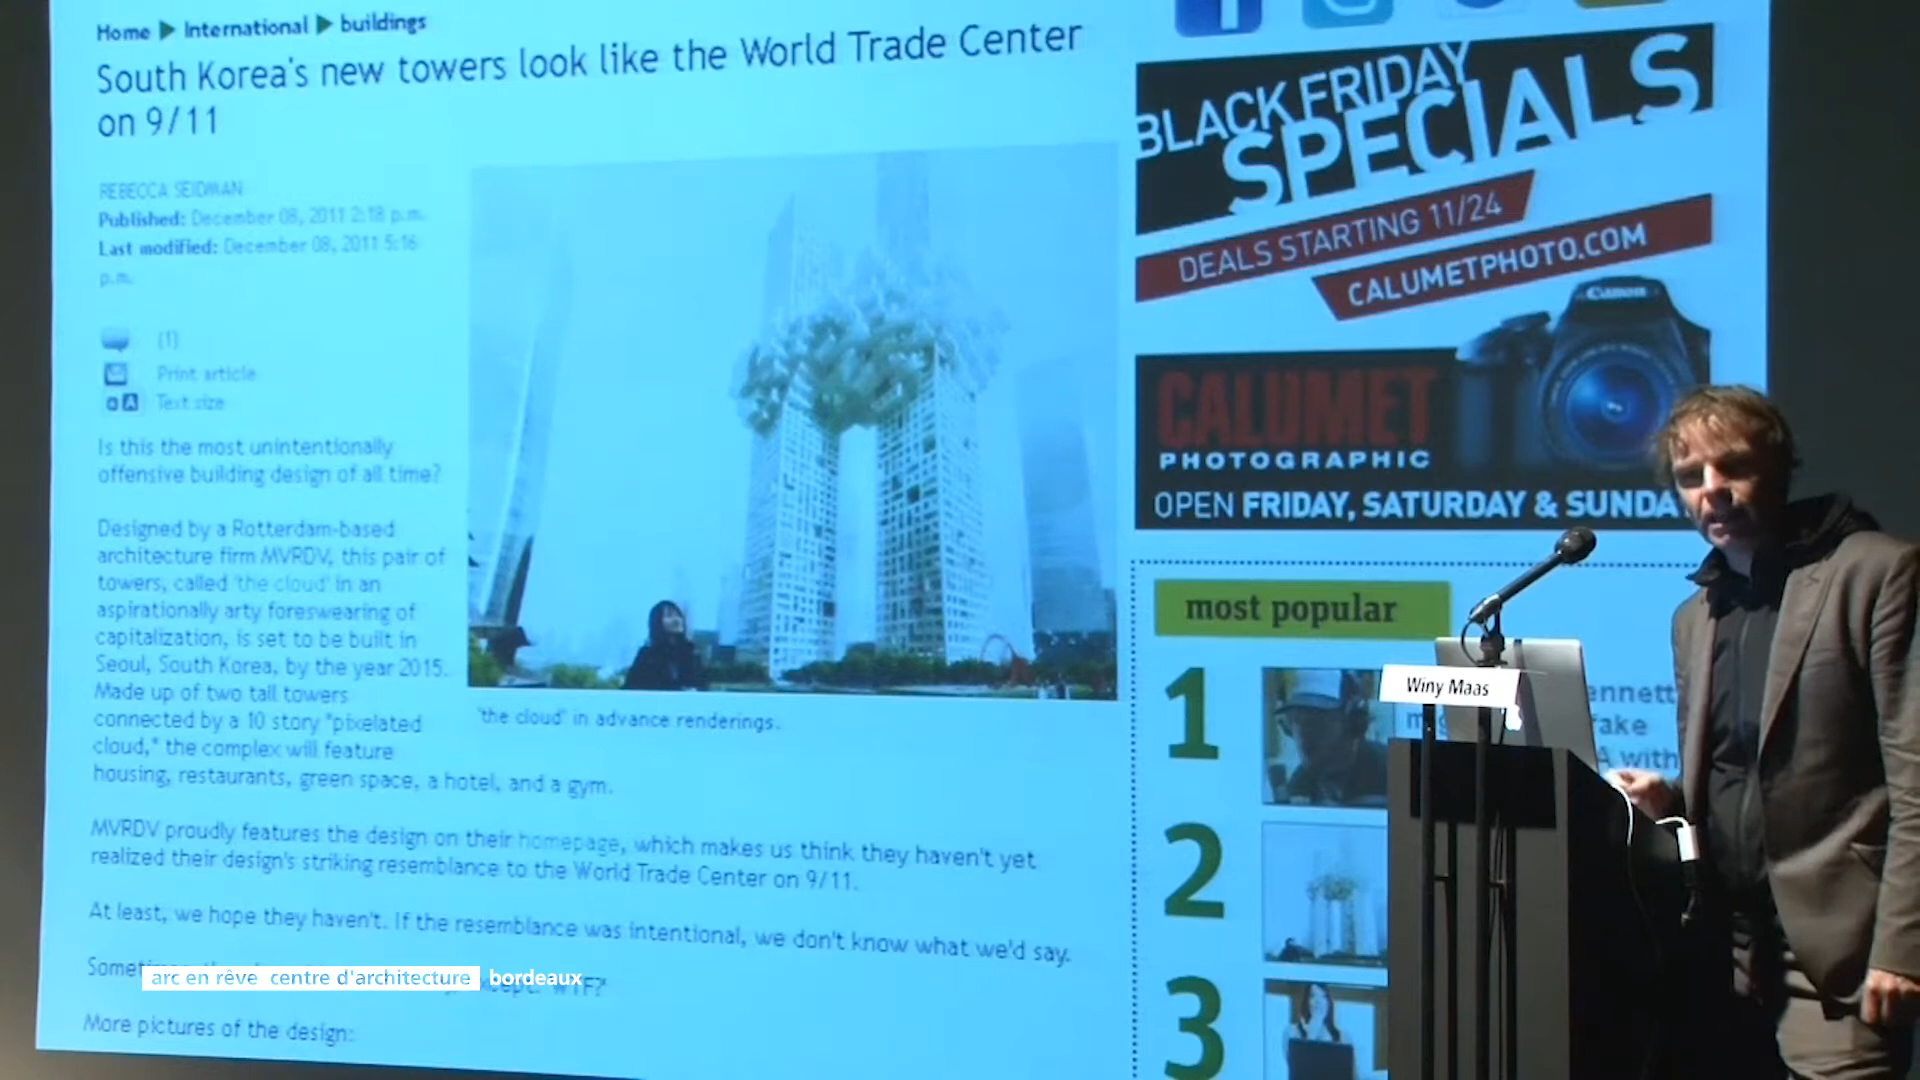 Home International buildings
South Korea's new towers look like the World Trade Center
on 9/11
REBECCA SEIDMAN
Published: December 08, 2011 2:18 p.m.
Last modified: December 08, 2011 5:16
p.m.
(1)
Print article
Text size
Is this the most unintentionally
offensive building design of all time?
Designed by a Rotterdam-based
architecture firm MVRDV, this pair of
towers, called 'the cloud' in an
aspirationally arty foreswearing of
capitalization, is set to be built in
Seoul, South Korea, by the year 2015.
Made up of two tall towers
connected by a 10 story "pixelated
cloud," the complex will feature
housing, restaurants, green space, a hotel, and a gym.
'the cloud' in advance renderings.
MVRDV proudly features the design on their homepage, which makes us think they haven't yet
realized their design's striking resemblance to the World Trade Center on 9/11.
At least, we hope they haven't. If the resemblance was intentional, we don't know what we'd say.
More pictures of the design:
BLACK FRIDAY
SPECIALS
DEALS STARTING 11/24
CALUMETPHOTO.COM
Canon
CALUMET
PHOTOGRAPHIC
OPEN FRIDAY, SATURDAY & SUNDA
most popular
1
ennett
fake
A with
2
3
Winy Maas
arc en rêve centre d'architecture bordeaux